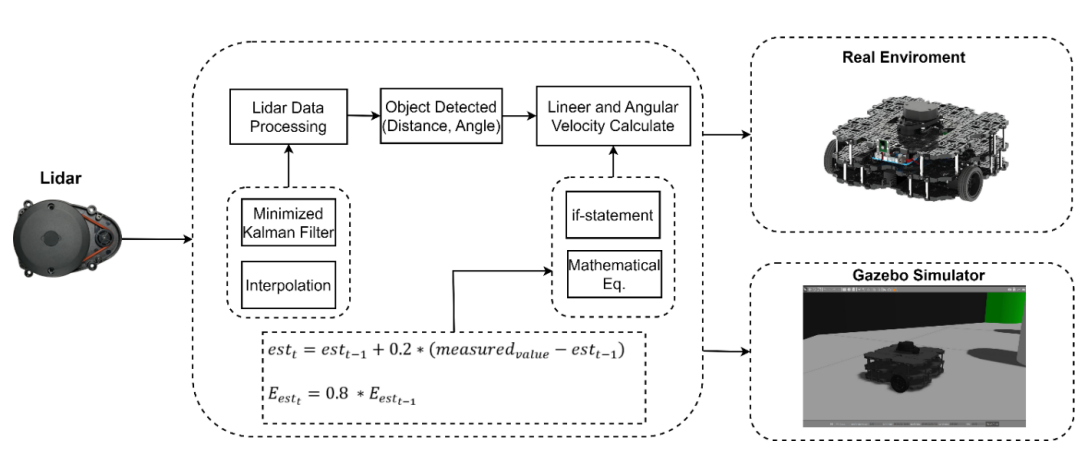 Lidar
Lidar Data
Processing
Object Detected
(Distance, Angle)
Lineer and Angular
Velocity Calculate
Minimized
Kalman Filter
Interpolation
if-statement
Mathematical
Eq.
est_t = est_{t-1} + 0.2 * (measured_{value} − est_{t-1})
E_{est_t} = 0.8 * E_{est_{t-1}}
Real Enviroment
Gazebo Simulator